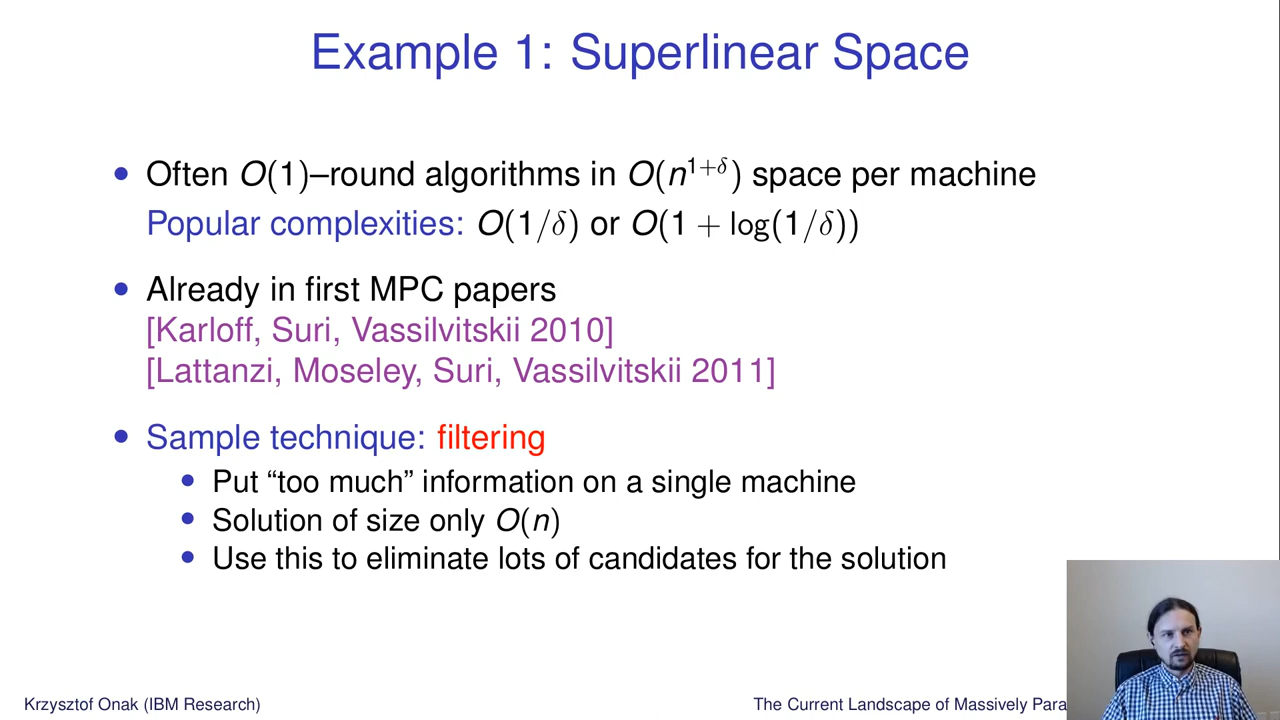 Example 1: Superlinear Space
• Often O(1)–round algorithms in O(n^{1+δ}) space per machine
Popular complexities: O(1/δ) or O(1 + log(1/δ))
• Already in first MPC papers
[Karloff, Suri, Vassilvitskii 2010]
[Lattanzi, Moseley, Suri, Vassilvitskii 2011]
• Sample technique: filtering
• Put “too much” information on a single machine
• Solution of size only O(n)
• Use this to eliminate lots of candidates for the solution
Krzysztof Onak (IBM Research)
The Current Landscape of Massively Para